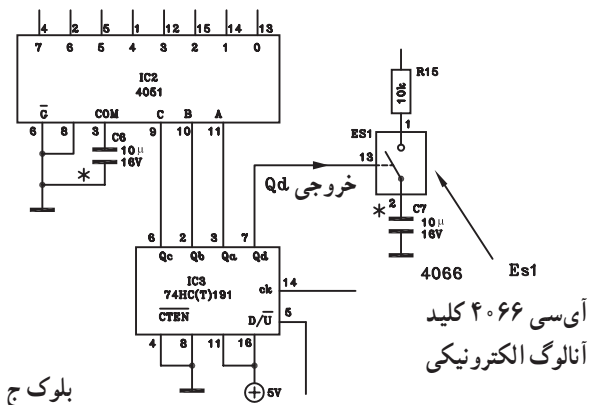 4 2 5 1 12 15 14 13
7 6 5 4 3 2 1 0
IC2
4051
G COM C B A
6 8 3 9 10 11
C6
10μ
16V
*
R15
10k
1
ES1
13
خروجی Qd
2
* C7
10μ
16V
4066
Es1
آی‌سی ۴۰۶۶ کلید
آنالوگ الکترونیکی
6 2 3 7
Qc Qb Qa Qd
IC3
74HC(T)191
ck 14
CTEN D/U 5
4 8 11 16
5V
بلوک ج